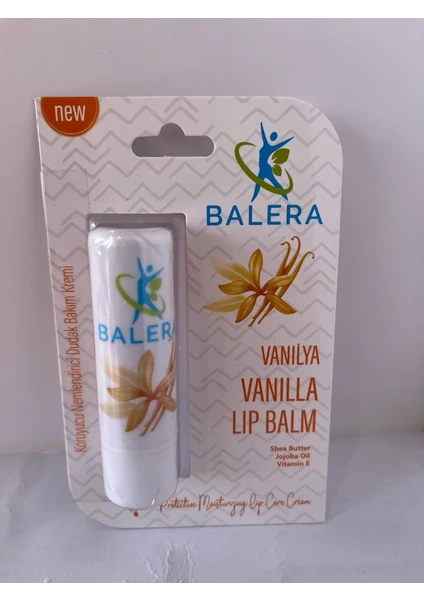 new
BALERA
Koruyucu Nemlendirici Dudak Bakım Kremi
BALERA
VANİLYA
VANILLA
LIP BALM
Shea Butter
Jojoba Oil
Vitamin E
Protective Moisturizing Lip Care Cream